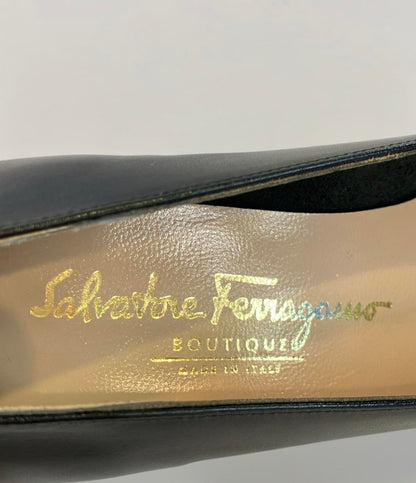 Salvatore Ferragamo
BOUTIQUE
MADE IN ITALY